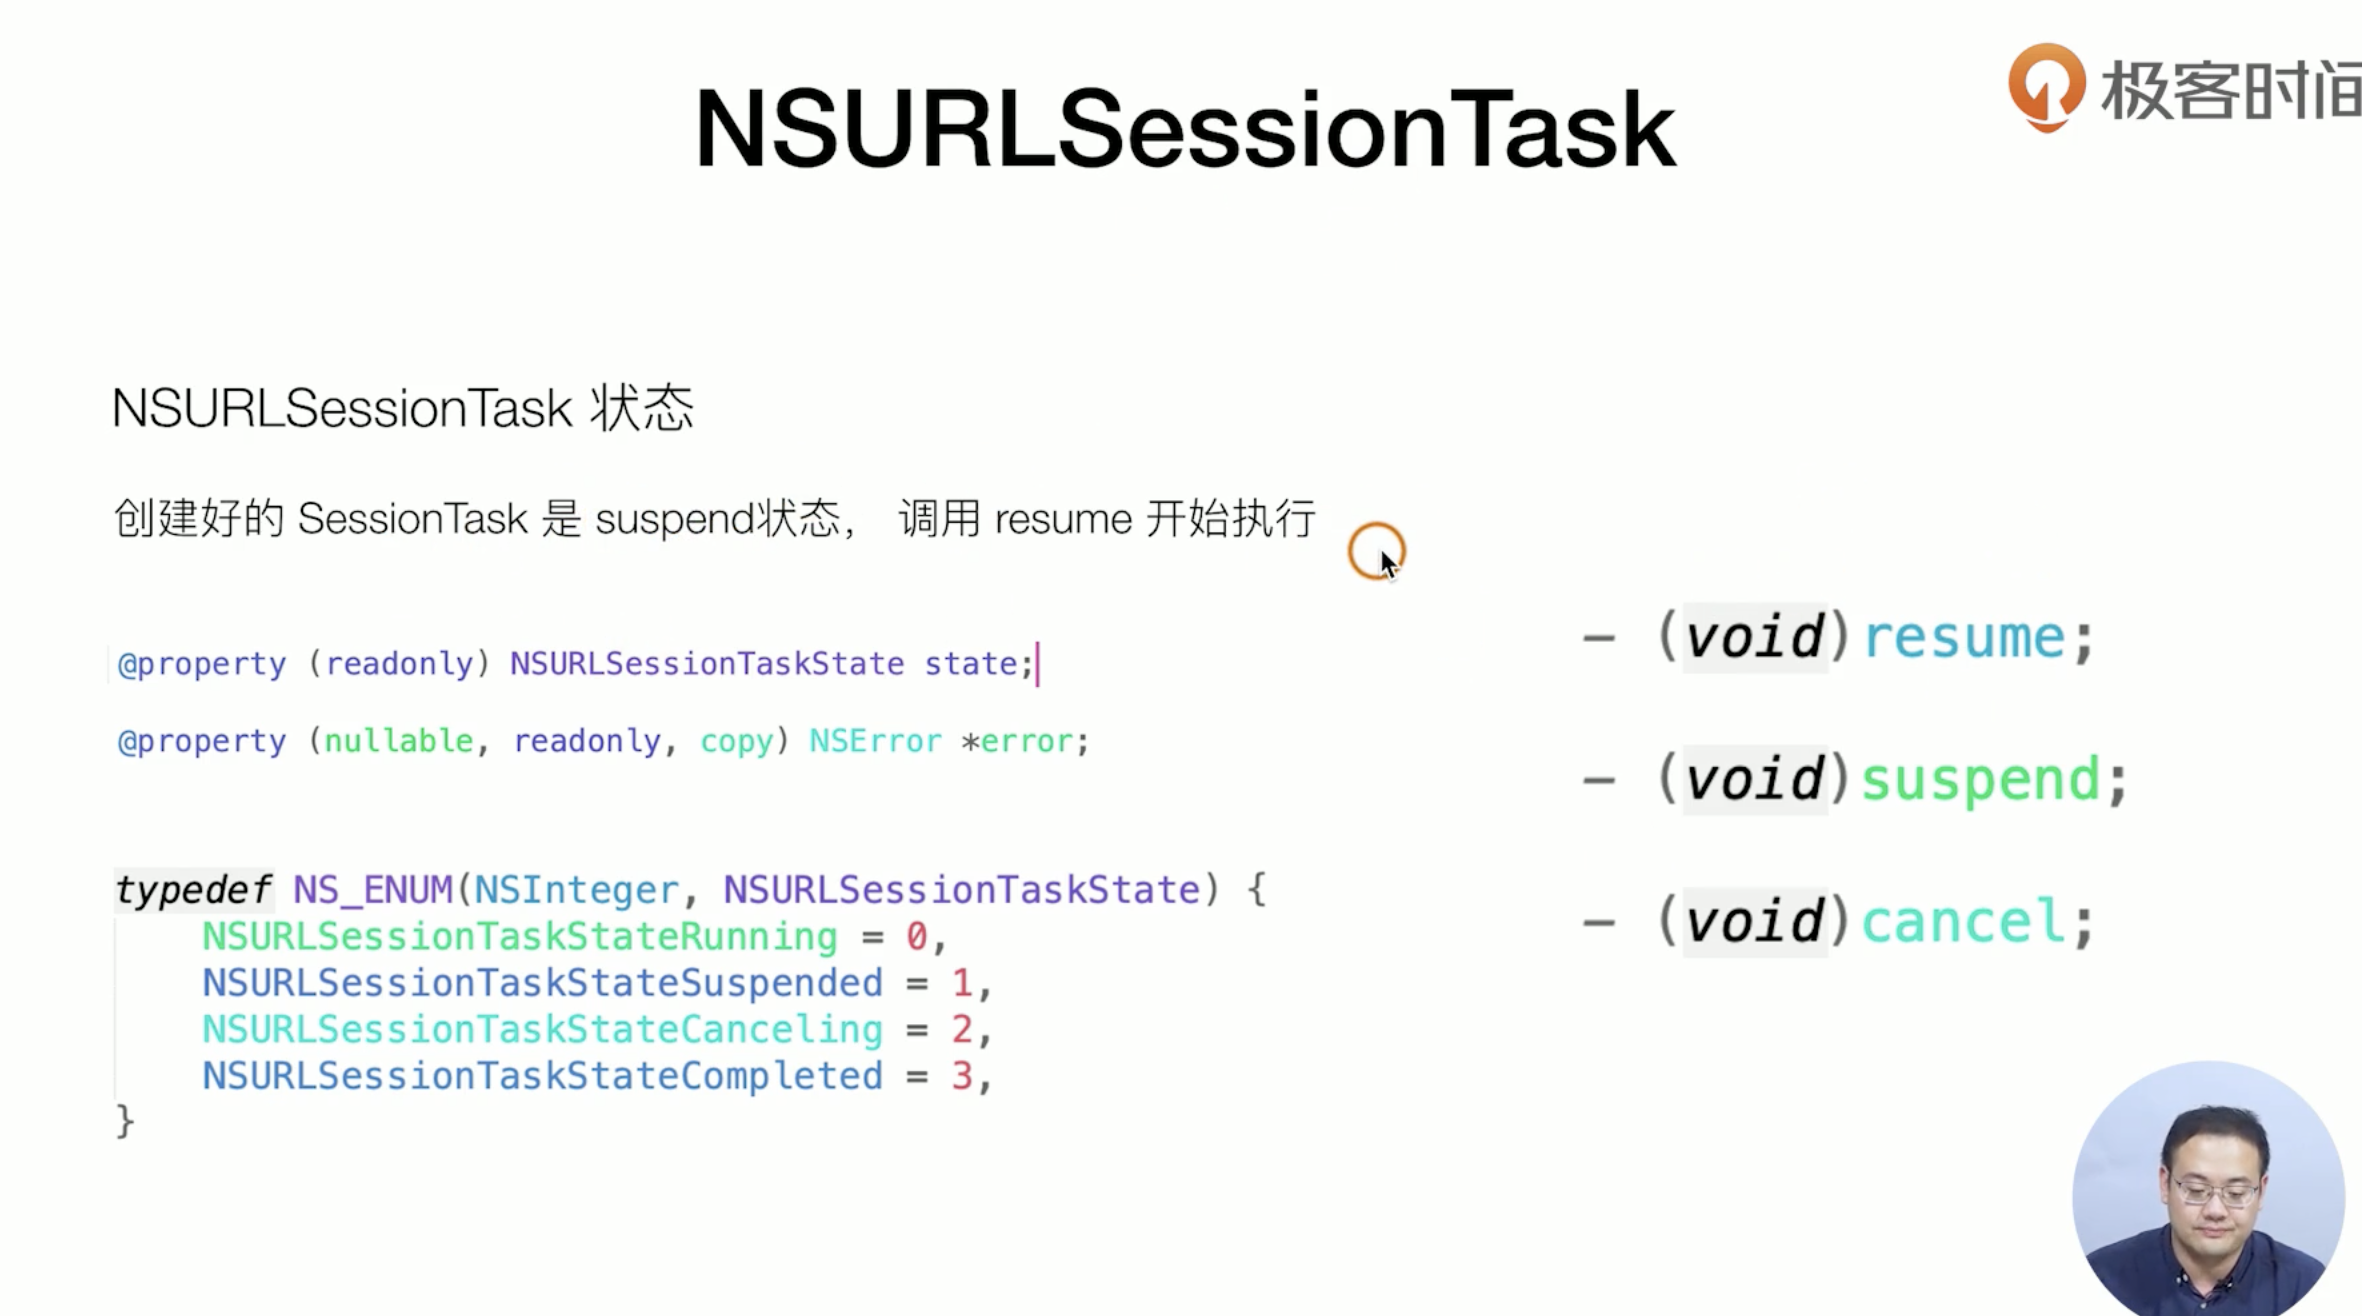 NSURLSessionTask
极客时间
NSURLSessionTask 状态
创建好的 SessionTask 是 suspend状态， 调用 resume 开始执行
@property (readonly) NSURLSessionTaskState state;
@property (nullable, readonly, copy) NSError *error;
typedef NS_ENUM(NSInteger, NSURLSessionTaskState) {
NSURLSessionTaskStateRunning = 0,
NSURLSessionTaskStateSuspended = 1,
NSURLSessionTaskStateCanceling = 2,
NSURLSessionTaskStateCompleted = 3,
}
- (void)resume;
- (void)suspend;
- (void)cancel;